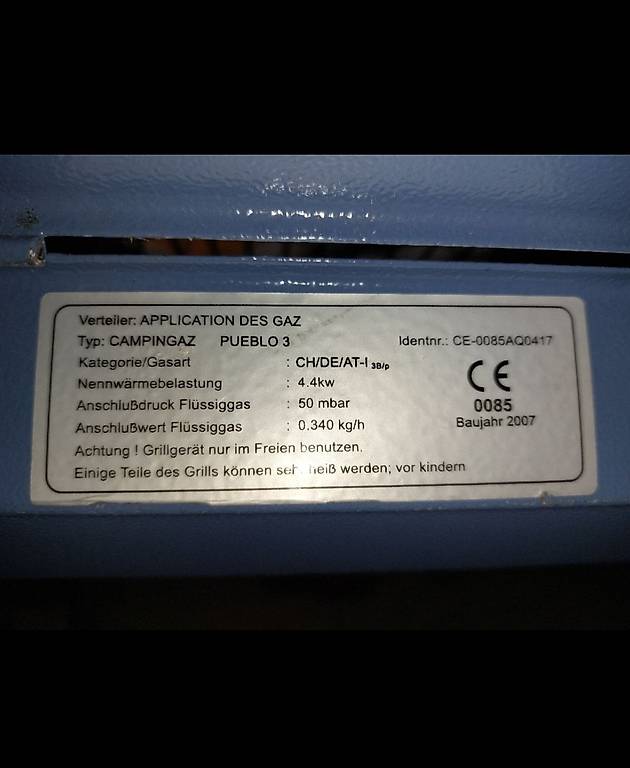 Verteiler: APPLICATION DES GAZ
Typ: CAMPINGAZ PUEBLO 3 Identnr.: CE-0085AQ0417
Kategorie/Gasart : CH/DE/AT-I 3B/p
Nennwärmebelastung : 4.4kw
Anschlußdruck Flüssiggas : 50 mbar
Anschlußwert Flüssiggas : 0.340 kg/h
CE
0085
Baujahr 2007
Achtung ! Grillgerät nur im Freien benutzen.
Einige Teile des Grills können sehr heiß werden; vor kindern